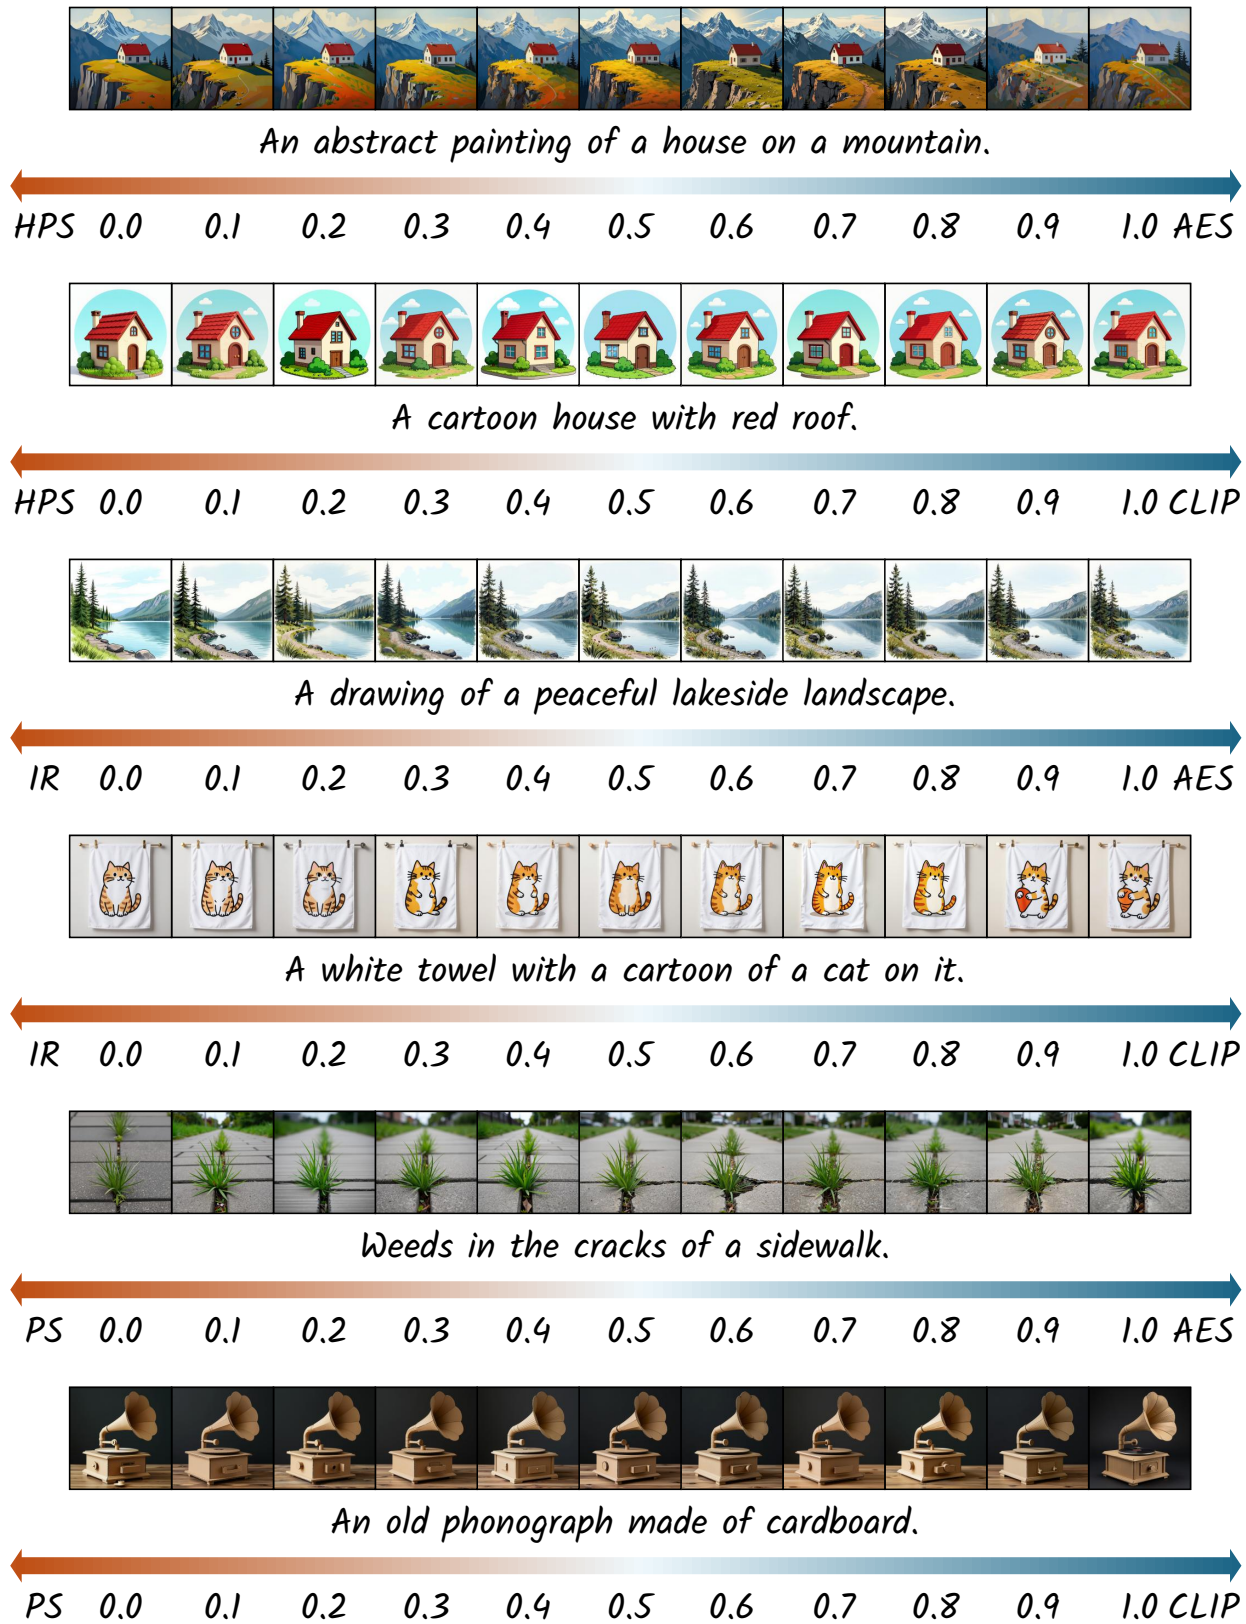 An abstract painting of a house on a mountain.
HPS 0.0 0.1 0.2 0.3 0.4 0.5 0.6 0.7 0.8 0.9 1.0 AES
A cartoon house with red roof.
HPS 0.0 0.1 0.2 0.3 0.4 0.5 0.6 0.7 0.8 0.9 1.0 CLIP
A drawing of a peaceful lakeside landscape.
IR 0.0 0.1 0.2 0.3 0.4 0.5 0.6 0.7 0.8 0.9 1.0 AES
A white towel with a cartoon of a cat on it.
IR 0.0 0.1 0.2 0.3 0.4 0.5 0.6 0.7 0.8 0.9 1.0 CLIP
Weeds in the cracks of a sidewalk.
PS 0.0 0.1 0.2 0.3 0.4 0.5 0.6 0.7 0.8 0.9 1.0 AES
An old phonograph made of cardboard.
PS 0.0 0.1 0.2 0.3 0.4 0.5 0.6 0.7 0.8 0.9 1.0 CLIP